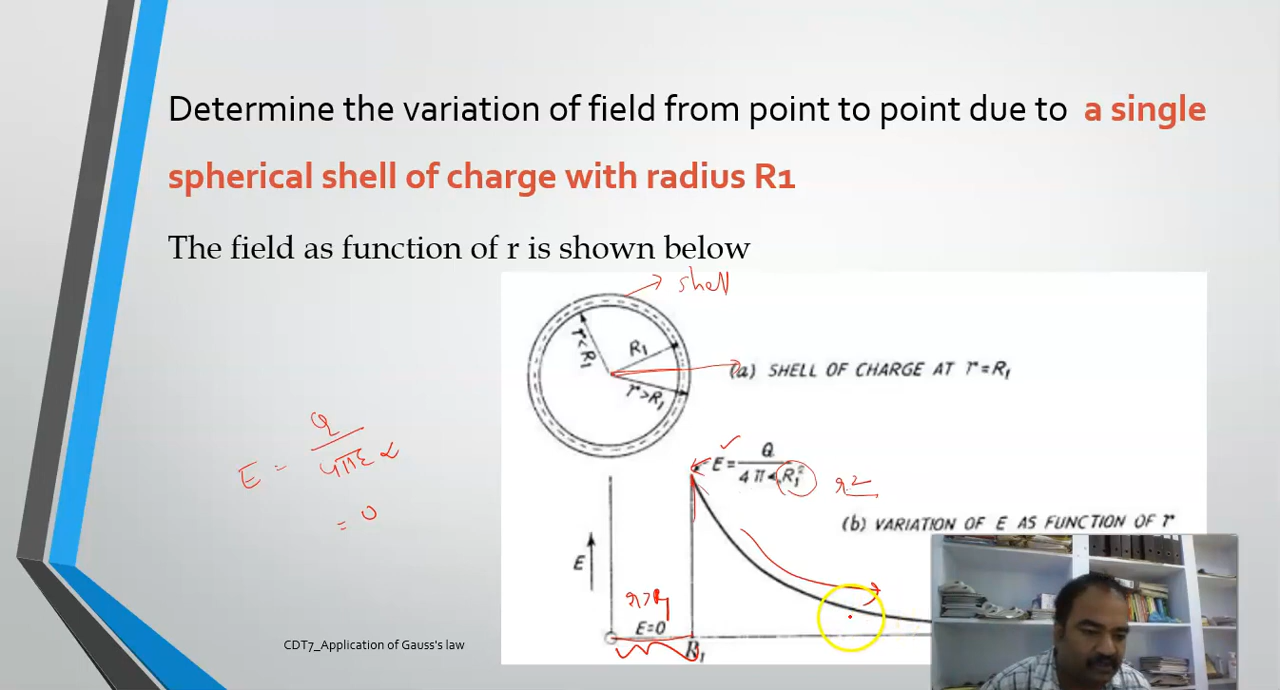 Determine the variation of field from point to point due to a single
spherical shell of charge with radius R1
The field as function of r is shown below
shell
r<R₁
R₁
r>R₁
(a) SHELL OF CHARGE AT r=R₁
E = Q / 4πε ∝
= 0
E = Q / 4π R₁²
r²
(b) VARIATION OF E AS FUNCTION OF r
E
r>R₁
E=0
R₁
CDT7_Application of Gauss's law